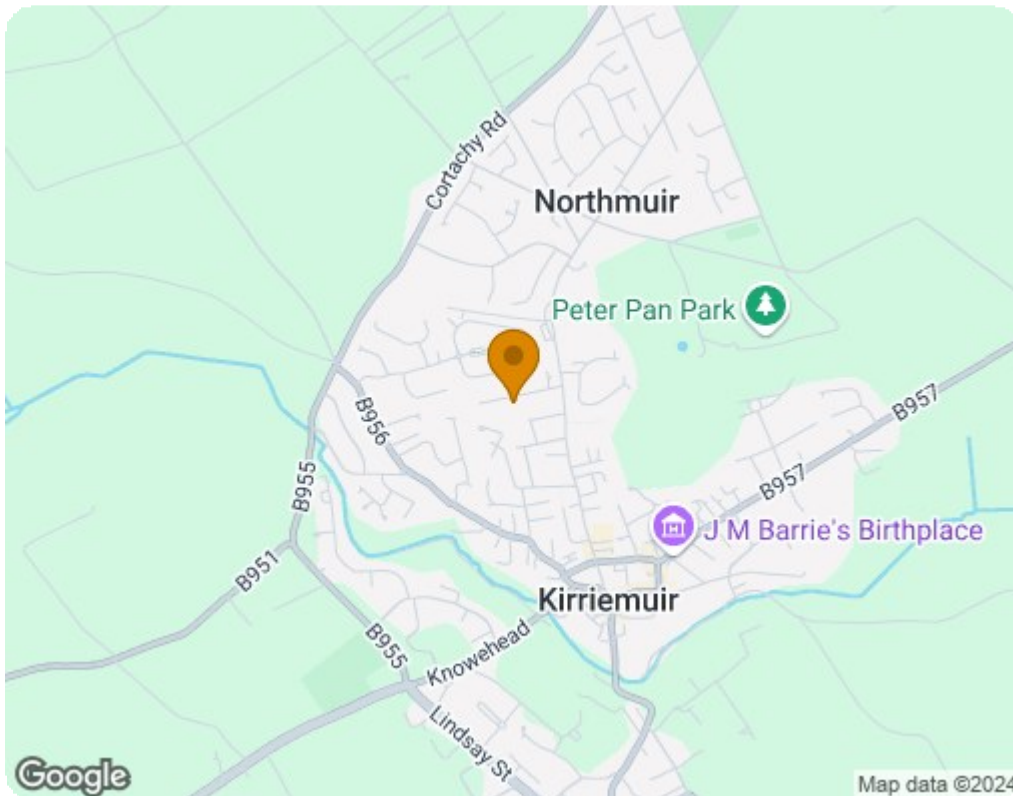 Cortachy Rd
Northmuir
Peter Pan Park
B957
B956
B957
B955
J M Barrie's Birthplace
B951
Kirriemuir
B955
Knowehead
Lindsay St
Google
Map data ©2024